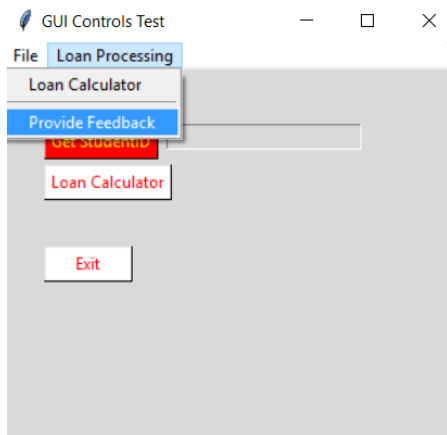 GUI Controls Test
File Loan Processing
Loan Calculator
Provide Feedback
Get StudentID
Loan Calculator
Exit